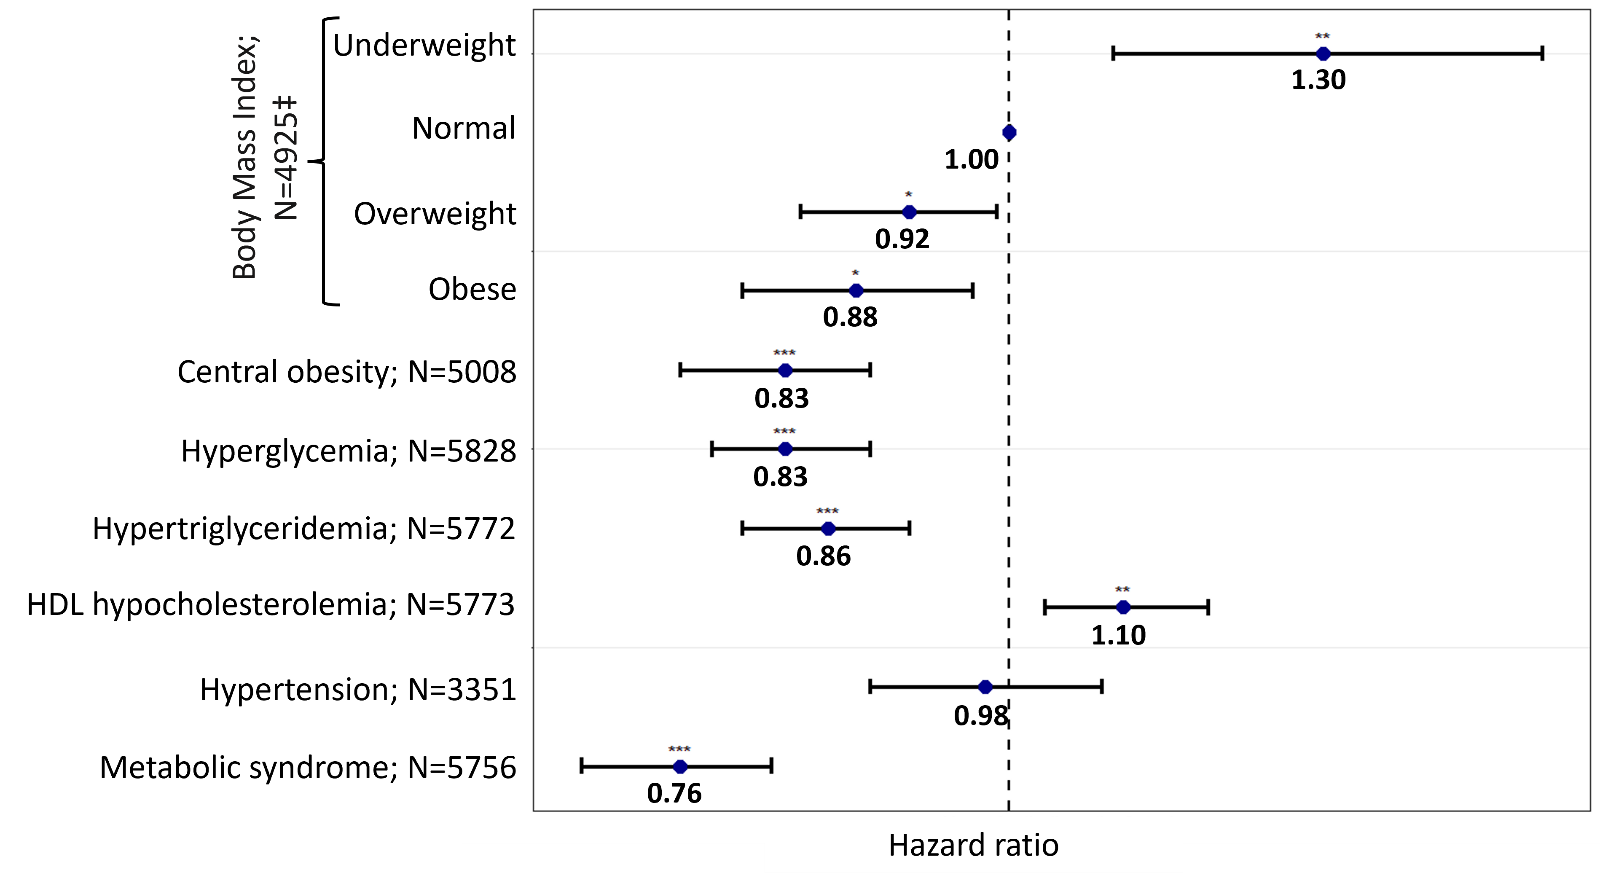 Body Mass Index;
N=4925‡
Underweight
**
1.30
Normal
1.00
Overweight
*
0.92
Obese
*
0.88
Central obesity; N=5008
***
0.83
Hyperglycemia; N=5828
***
0.83
Hypertriglyceridemia; N=5772
***
0.86
HDL hypocholesterolemia; N=5773
**
1.10
Hypertension; N=3351
0.98
Metabolic syndrome; N=5756
***
0.76
Hazard ratio